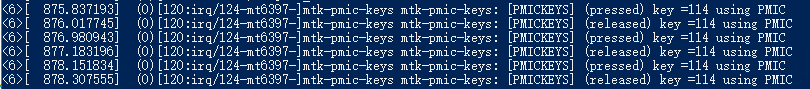 <6>[  875.837193]  (0)[120:irq/124-mt6397-]mtk-pmic-keys mtk-pmic-keys: [PMICKEYS] (pressed) key =114 using PMIC
<6>[  876.017745]  (0)[120:irq/124-mt6397-]mtk-pmic-keys mtk-pmic-keys: [PMICKEYS] (released) key =114 using PMIC
<6>[  876.980943]  (0)[120:irq/124-mt6397-]mtk-pmic-keys mtk-pmic-keys: [PMICKEYS] (pressed) key =114 using PMIC
<6>[  877.183196]  (0)[120:irq/124-mt6397-]mtk-pmic-keys mtk-pmic-keys: [PMICKEYS] (released) key =114 using PMIC
<6>[  878.151834]  (0)[120:irq/124-mt6397-]mtk-pmic-keys mtk-pmic-keys: [PMICKEYS] (pressed) key =114 using PMIC
<6>[  878.307555]  (0)[120:irq/124-mt6397-]mtk-pmic-keys mtk-pmic-keys: [PMICKEYS] (released) key =114 using PMIC